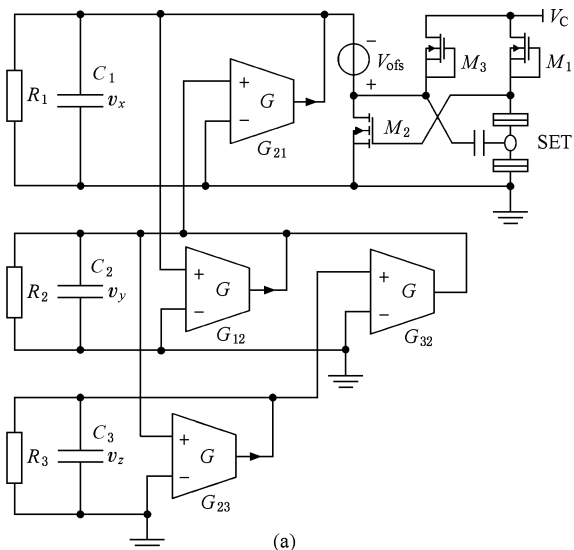 V_C
−
V_ofs
+
M_3
M_1
R_1
C_1
v_x
+
−
G
G_21
M_2
SET
R_2
C_2
v_y
+
−
G
G_12
+
−
G
G_32
R_3
C_3
v_z
+
−
G
G_23
(a)